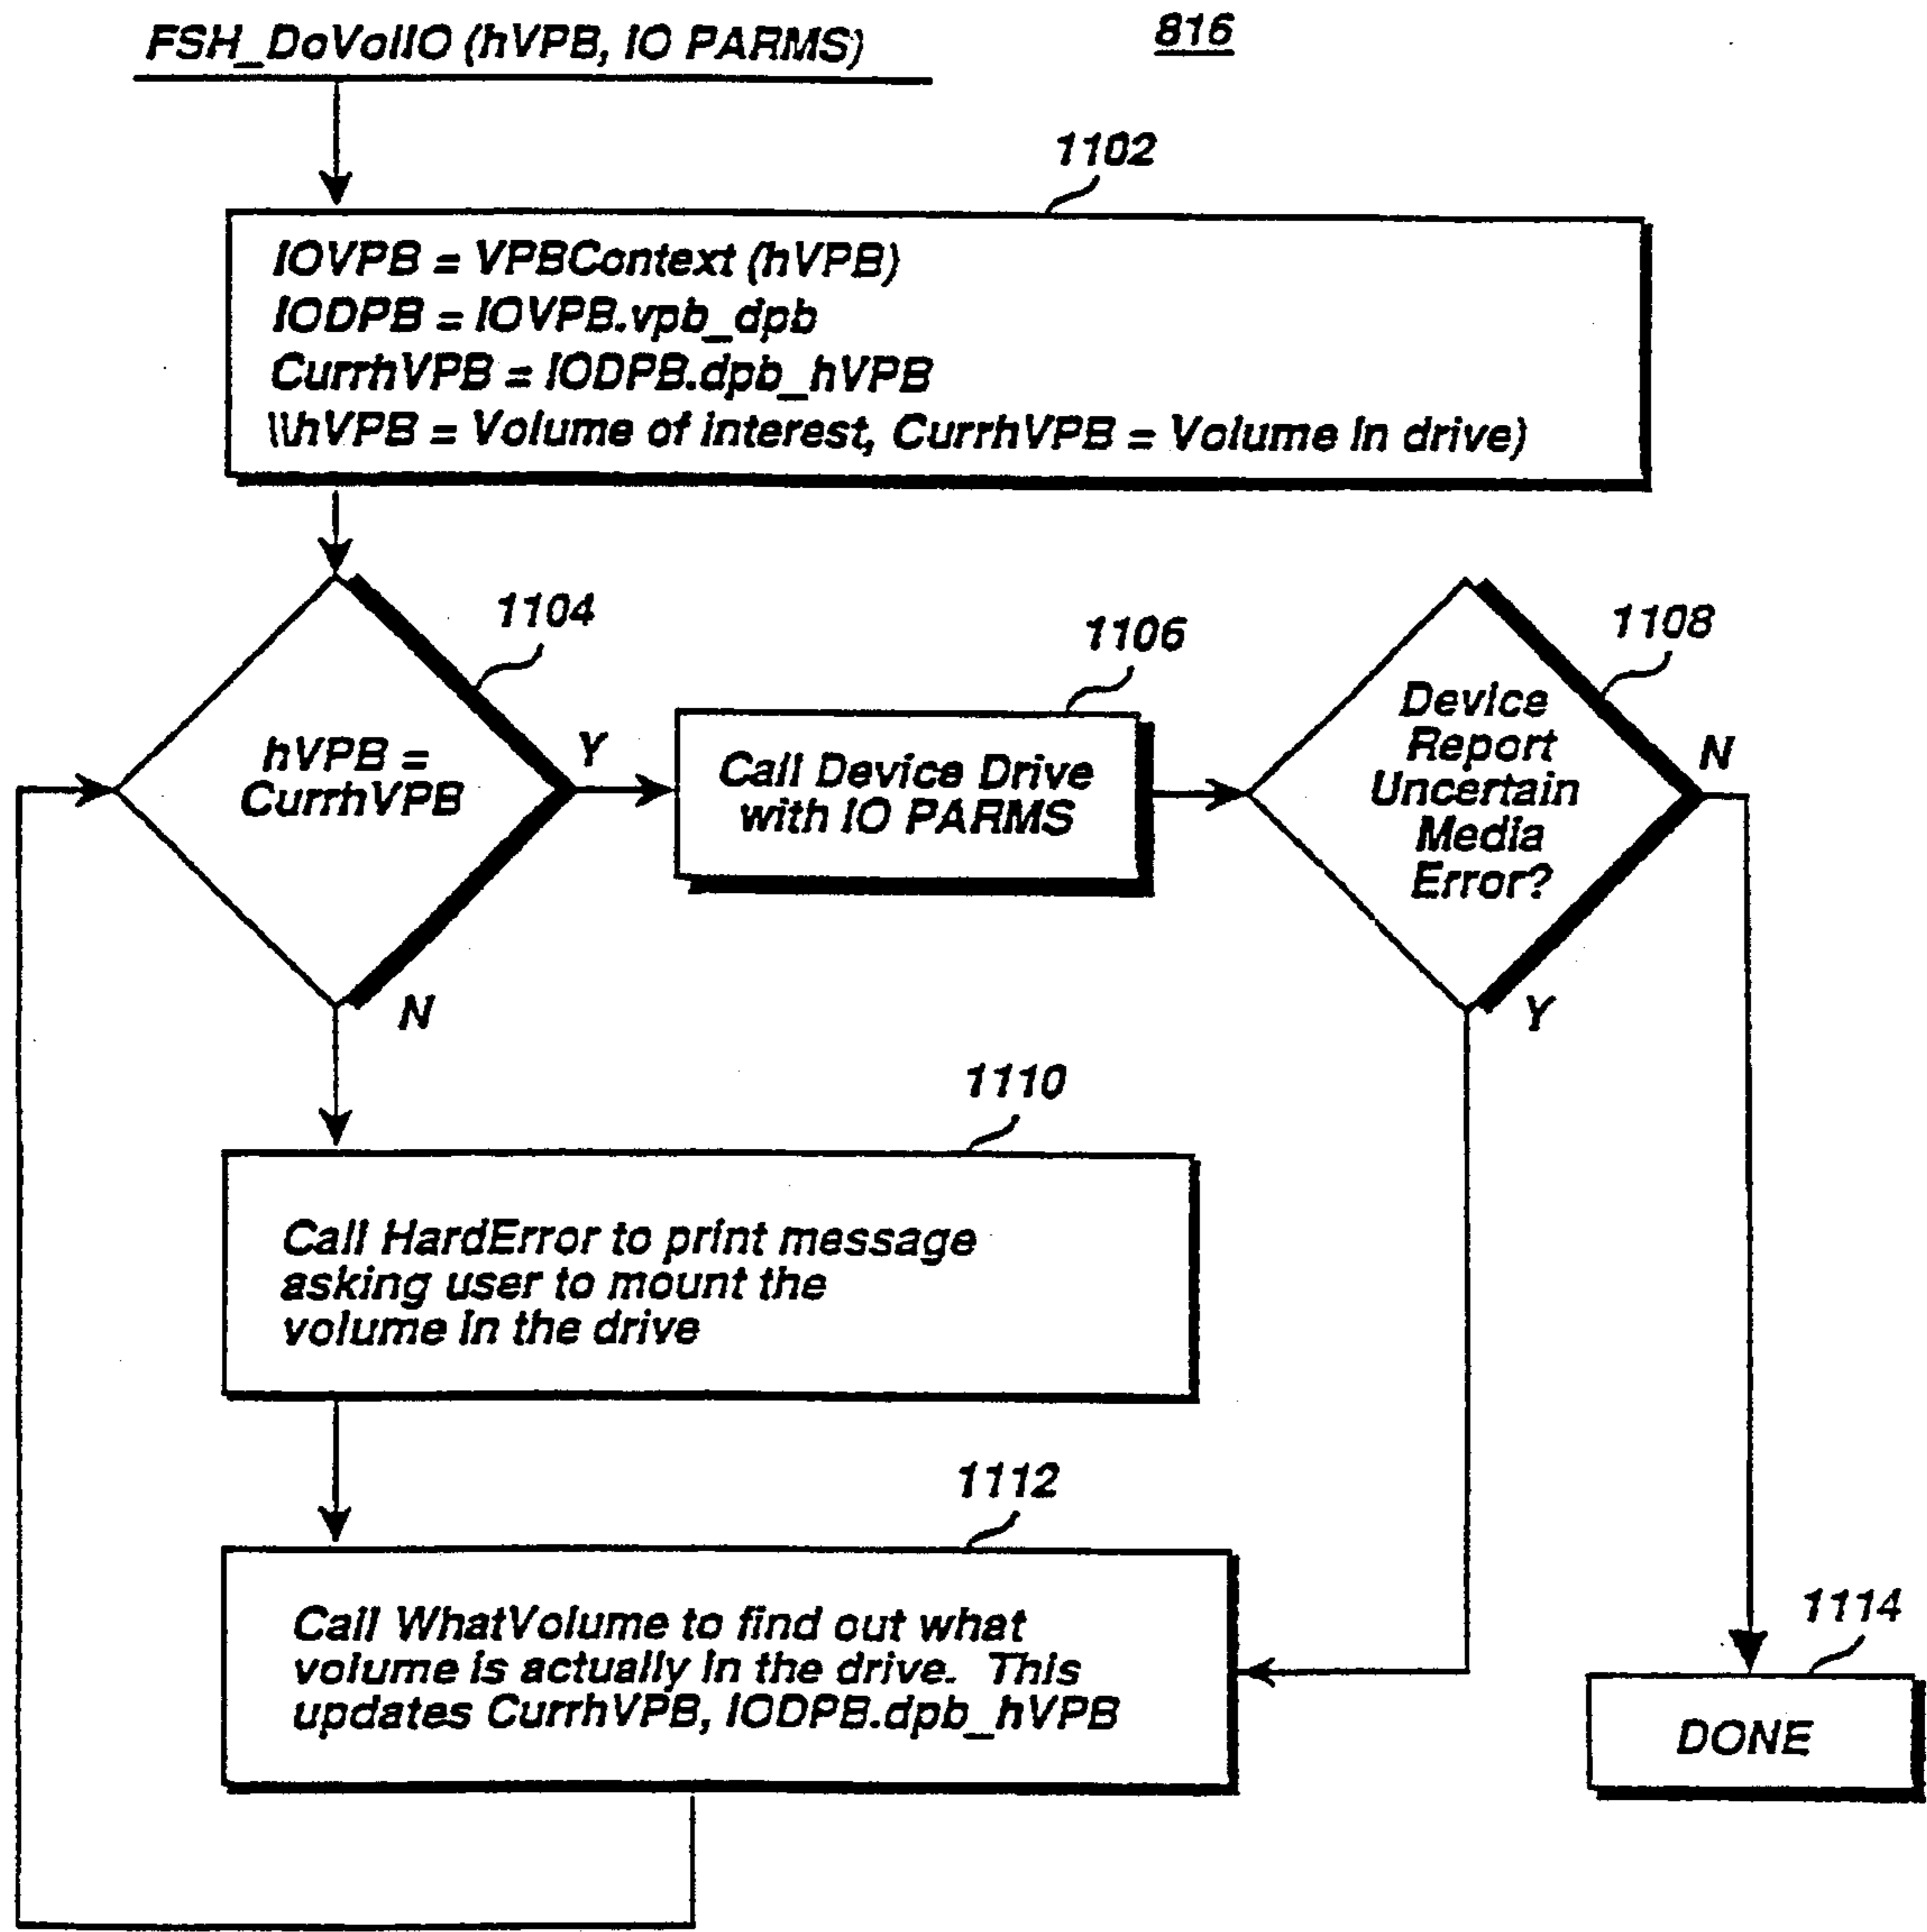 FSH_DoVolIO (hVPB, IO PARMS)
816
1102
IOVPB = VPBContext (hVPB)
IODPB = IOVPB.vpb_dpb
CurrhVPB = IODPB.dpb_hVPB
\\hVPB = Volume of interest, CurrhVPB = Volume in drive)
1104
hVPB =
CurrhVPB
Y
N
1106
Call Device Drive
with IO PARMS
1108
Device
Report
Uncertain
Media
Error?
N
Y
1110
Call HardError to print message
asking user to mount the
volume in the drive
1112
Call WhatVolume to find out what
volume is actually in the drive. This
updates CurrhVPB, IODPB.dpb_hVPB
1114
DONE